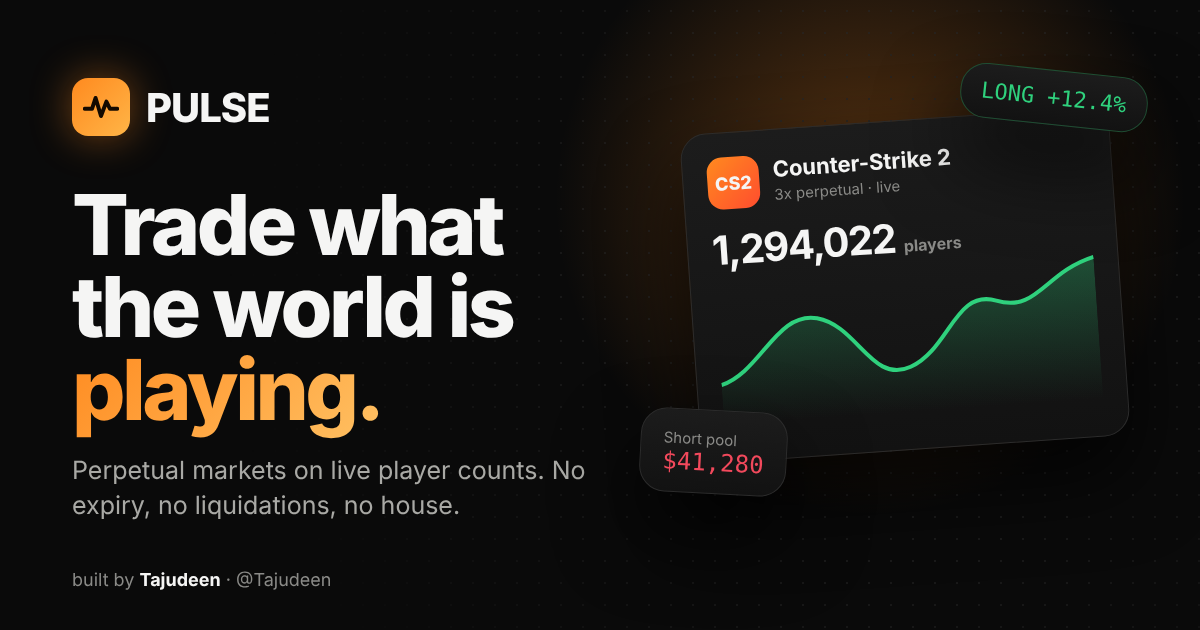 PULSE
Trade what
the world is
playing.
Perpetual markets on live player counts. No
expiry, no liquidations, no house.
built by Tajudeen · @Tajudeen
LONG +12.4%
CS2
Counter-Strike 2
3x perpetual · live
1,294,022 players
Short pool
$41,280